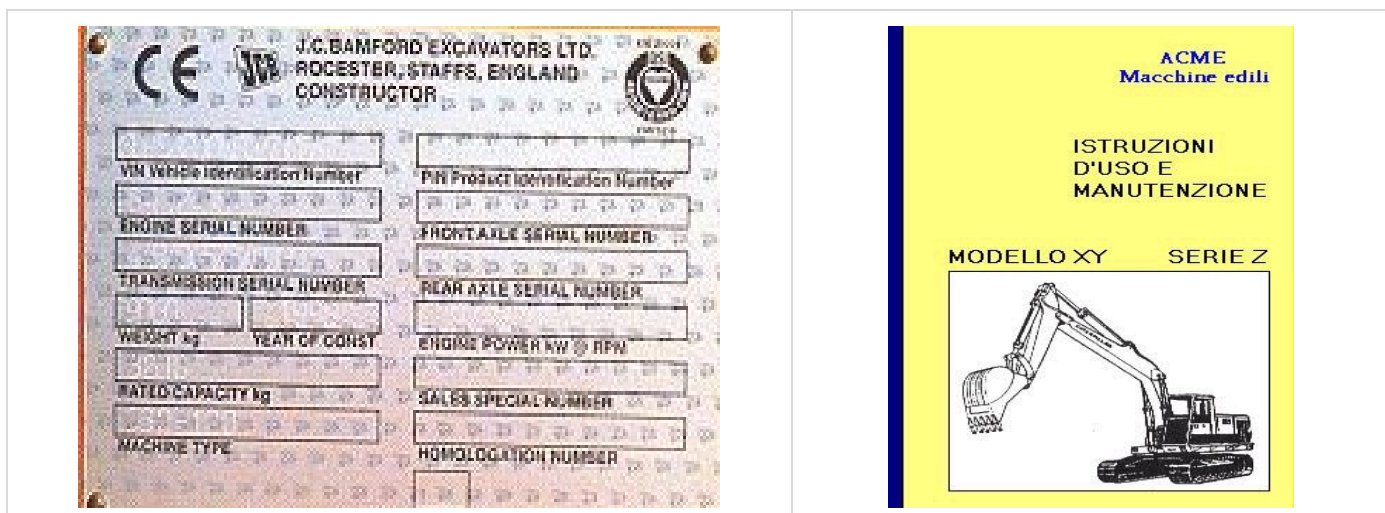 CE
JCB
J.C. BAMFORD EXCAVATORS LTD.
ROCESTER, STAFFS, ENGLAND
CONSTRUCTOR
VIN Vehicle Identification Number
PIN Product Identification Number
ENGINE SERIAL NUMBER
FRONT AXLE SERIAL NUMBER
TRANSMISSION SERIAL NUMBER
REAR AXLE SERIAL NUMBER
WEIGHT kg
YEAR OF CONST
ENGINE POWER kW @ RPM
RATED CAPACITY kg
SALES SPECIAL NUMBER
MACHINE TYPE
HOMOLOGATION NUMBER
ACME
Macchine edili
ISTRUZIONI
D'USO E
MANUTENZIONE
MODELLO XY SERIE Z